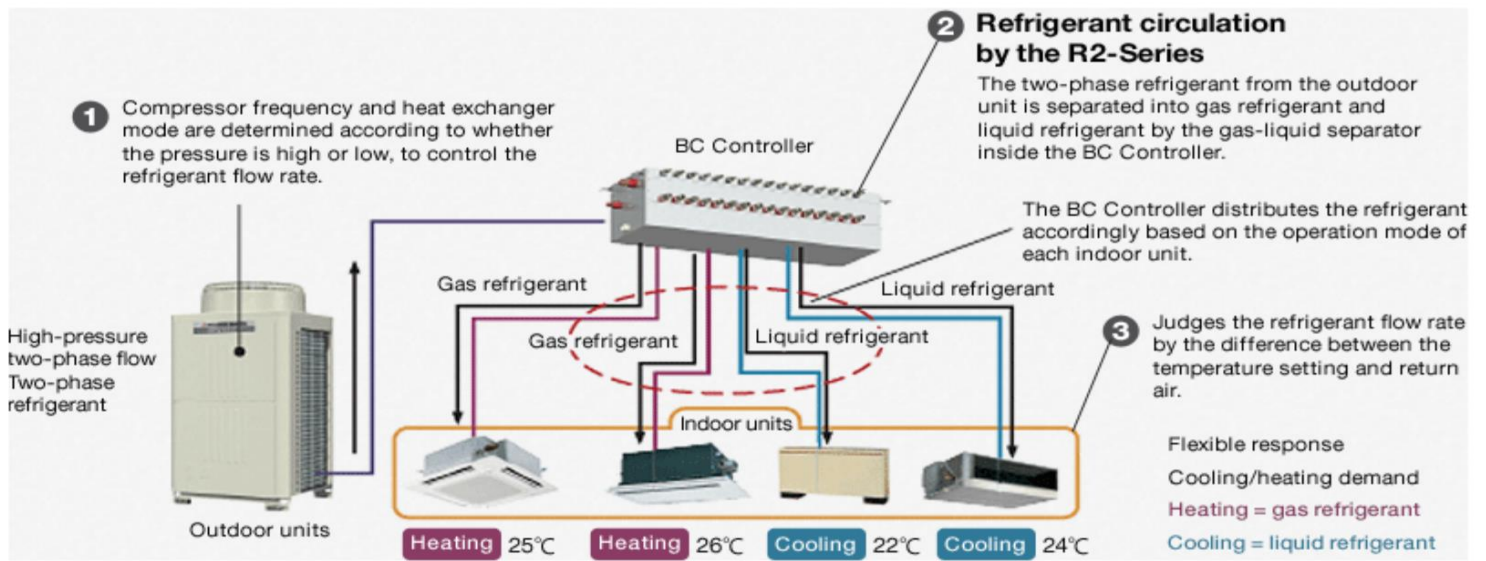 2 Refrigerant circulation
by the R2-Series
The two-phase refrigerant from the outdoor
unit is separated into gas refrigerant and
liquid refrigerant by the gas-liquid separator
inside the BC Controller.
1 Compressor frequency and heat exchanger
mode are determined according to whether
the pressure is high or low, to control the
refrigerant flow rate.
BC Controller
The BC Controller distributes the refrigerant
accordingly based on the operation mode of
each indoor unit.
Gas refrigerant
Liquid refrigerant
Gas refrigerant
Liquid refrigerant
High-pressure
two-phase flow
Two-phase
refrigerant
3 Judges the refrigerant flow rate
by the difference between the
temperature setting and return
air.
Indoor units
Outdoor units
Flexible response
Cooling/heating demand
Heating = gas refrigerant
Cooling = liquid refrigerant
Heating 25℃
Heating 26℃
Cooling 22℃
Cooling 24℃